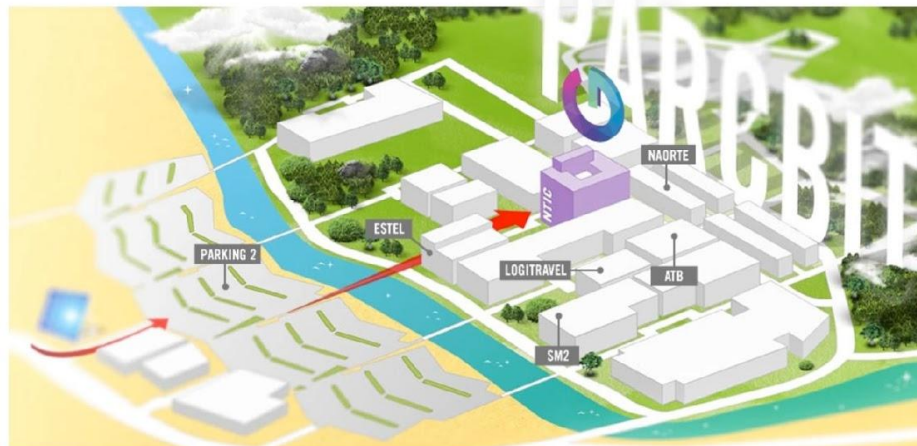 PARCBIT
NAORTE
NTIC
ESTEL
PARKING 2
LOGITRAVEL
ATB
SM2